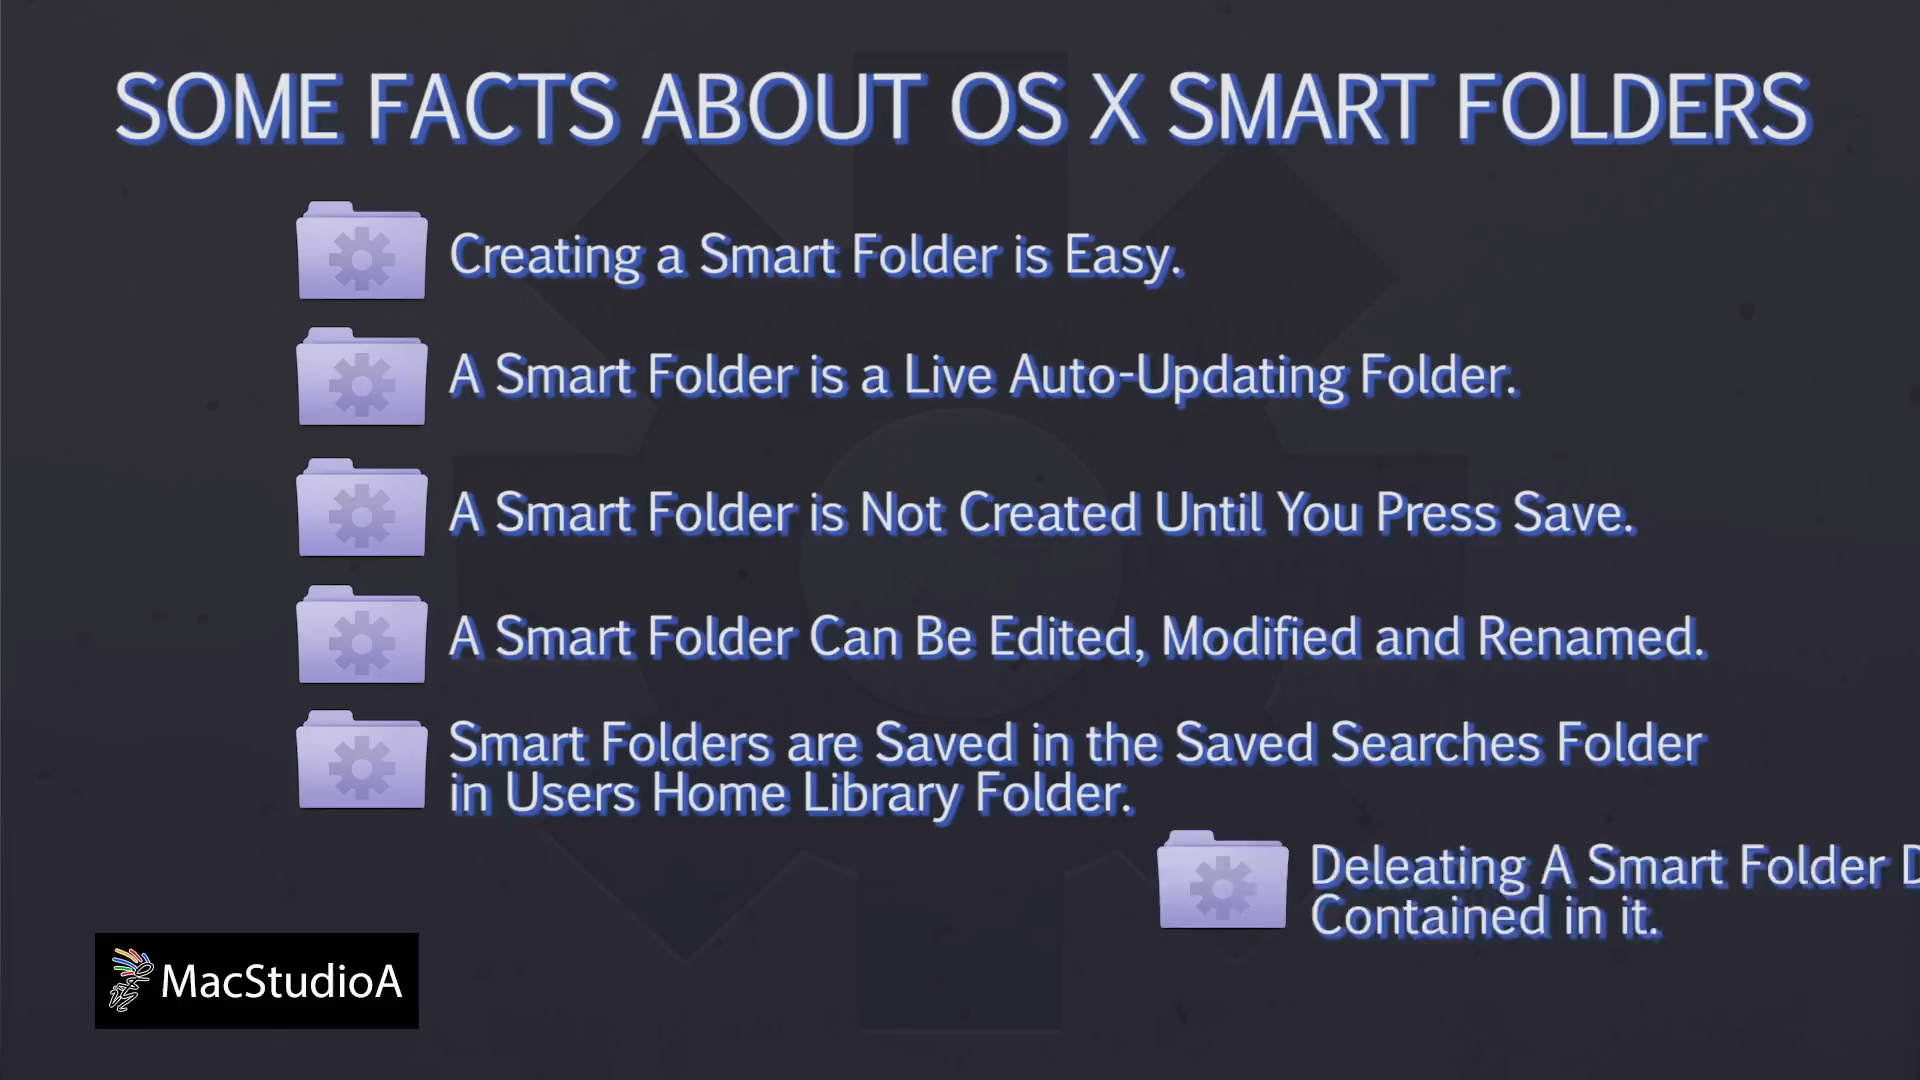 SOME FACTS ABOUT OS X SMART FOLDERS
Creating a Smart Folder is Easy.
A Smart Folder is a Live Auto-Updating Folder.
A Smart Folder is Not Created Until You Press Save.
A Smart Folder Can Be Edited, Modified and Renamed.
Smart Folders are Saved in the Saved Searches Folder
in Users Home Library Folder.
Deleating A Smart Folder
Contained in it.
MacStudioA